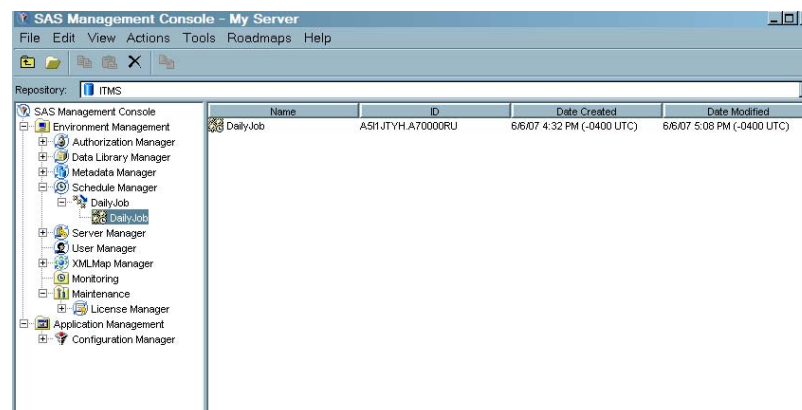 SAS Management Console - My Server
File Edit View Actions Tools Roadmaps Help
Repository: ITMS
SAS Management Console
Environment Management
Authorization Manager
Data Library Manager
Metadata Manager
Schedule Manager
DailyJob
DailyJob
Server Manager
User Manager
XMLMap Manager
Monitoring
Maintenance
License Manager
Application Management
Configuration Manager
Name ID Date Created Date Modified
DailyJob A5I1JTYH.A70000RU 6/6/07 4:32 PM (-0400 UTC) 6/6/07 5:08 PM (-0400 UTC)